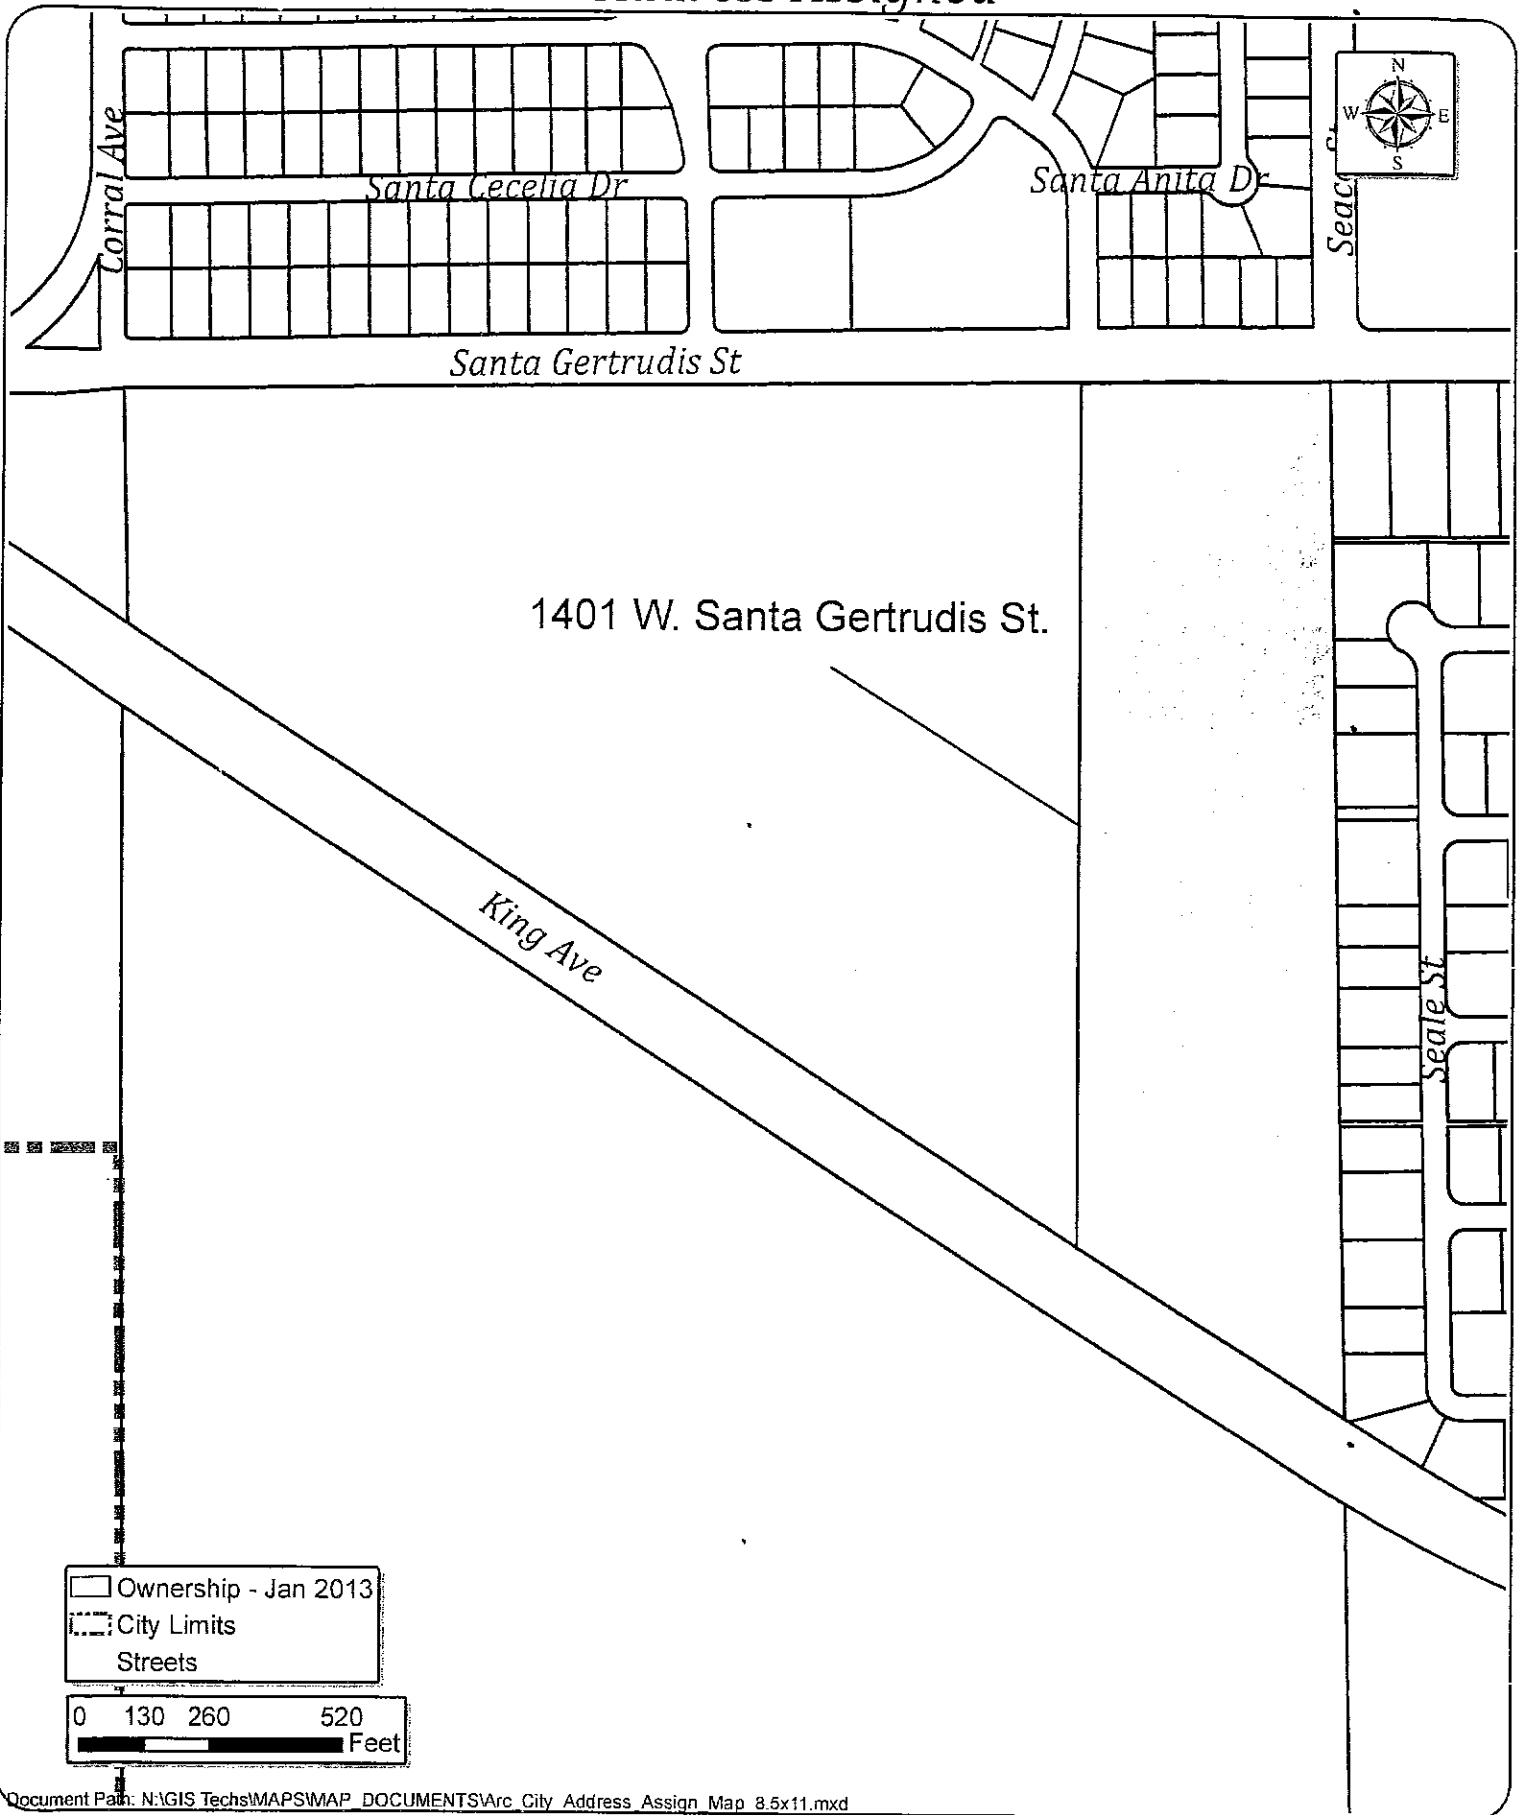 N
W E
S
Corral Ave
Santa Cecelia Dr
Santa Anita Dr
Santa Gertrudis St
1401 W. Santa Gertrudis St.
King Ave
Seale St
Ownership - Jan 2013
City Limits
Streets
0 130 260 520
Feet
Document Path: N:\GIS Techs\MAPS\MAP_DOCUMENTS\Arc_City_Address_Assign_Map_8.5x11.mxd